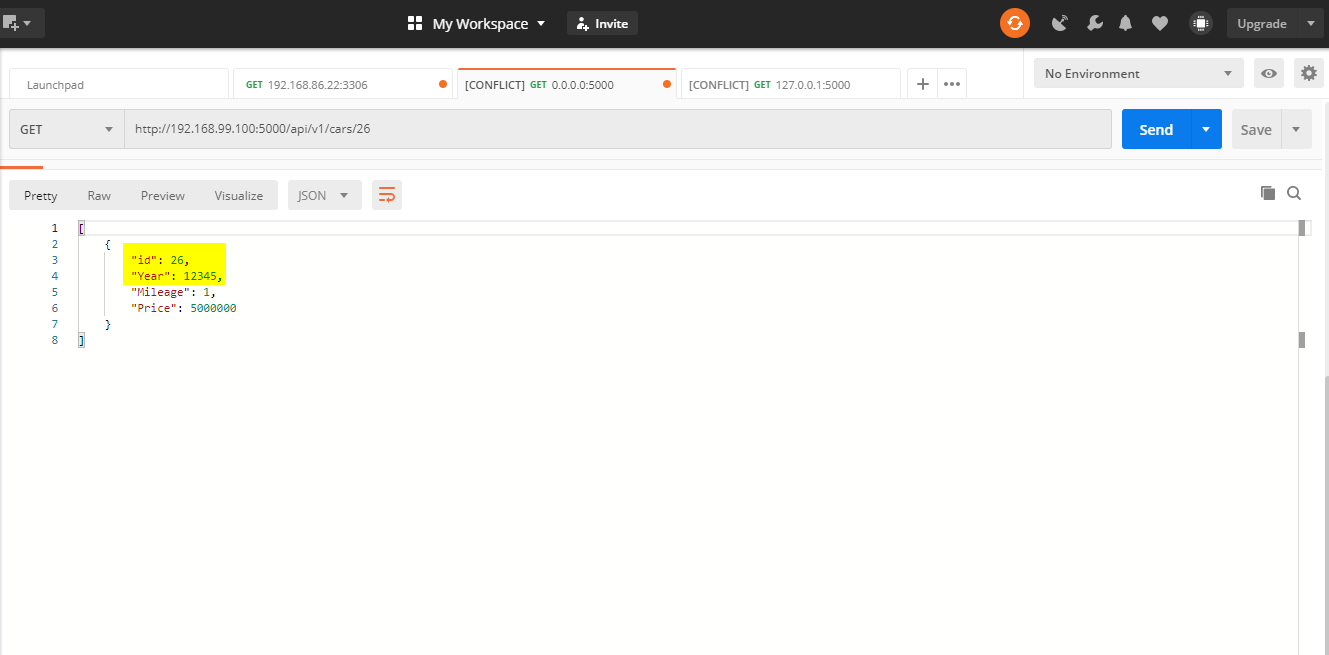 My Workspace Invite Upgrade
Launchpad GET 192.168.86.22:3306 [CONFLICT] GET 0.0.0.0:5000 [CONFLICT] GET 127.0.0.1:5000 No Environment
GET http://192.168.99.100:5000/api/v1/cars/26 Send Save
Pretty Raw Preview Visualize JSON
1 [
2 {
3 "id": 26,
4 "Year": 12345,
5 "Mileage": 1,
6 "Price": 5000000
7 }
8 ]